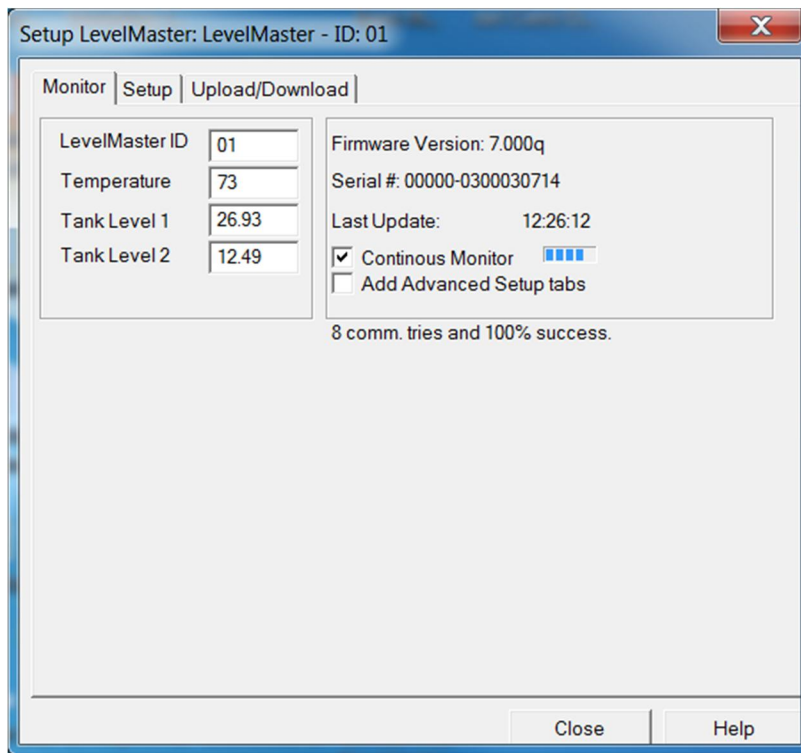 Setup LevelMaster: LevelMaster - ID: 01
X
Monitor Setup Upload/Download
LevelMaster ID 01
Temperature 73
Tank Level 1 26.93
Tank Level 2 12.49
Firmware Version: 7.000q
Serial #: 00000-0300030714
Last Update: 12:26:12
Continous Monitor
Add Advanced Setup tabs
8 comm. tries and 100% success.
Close Help